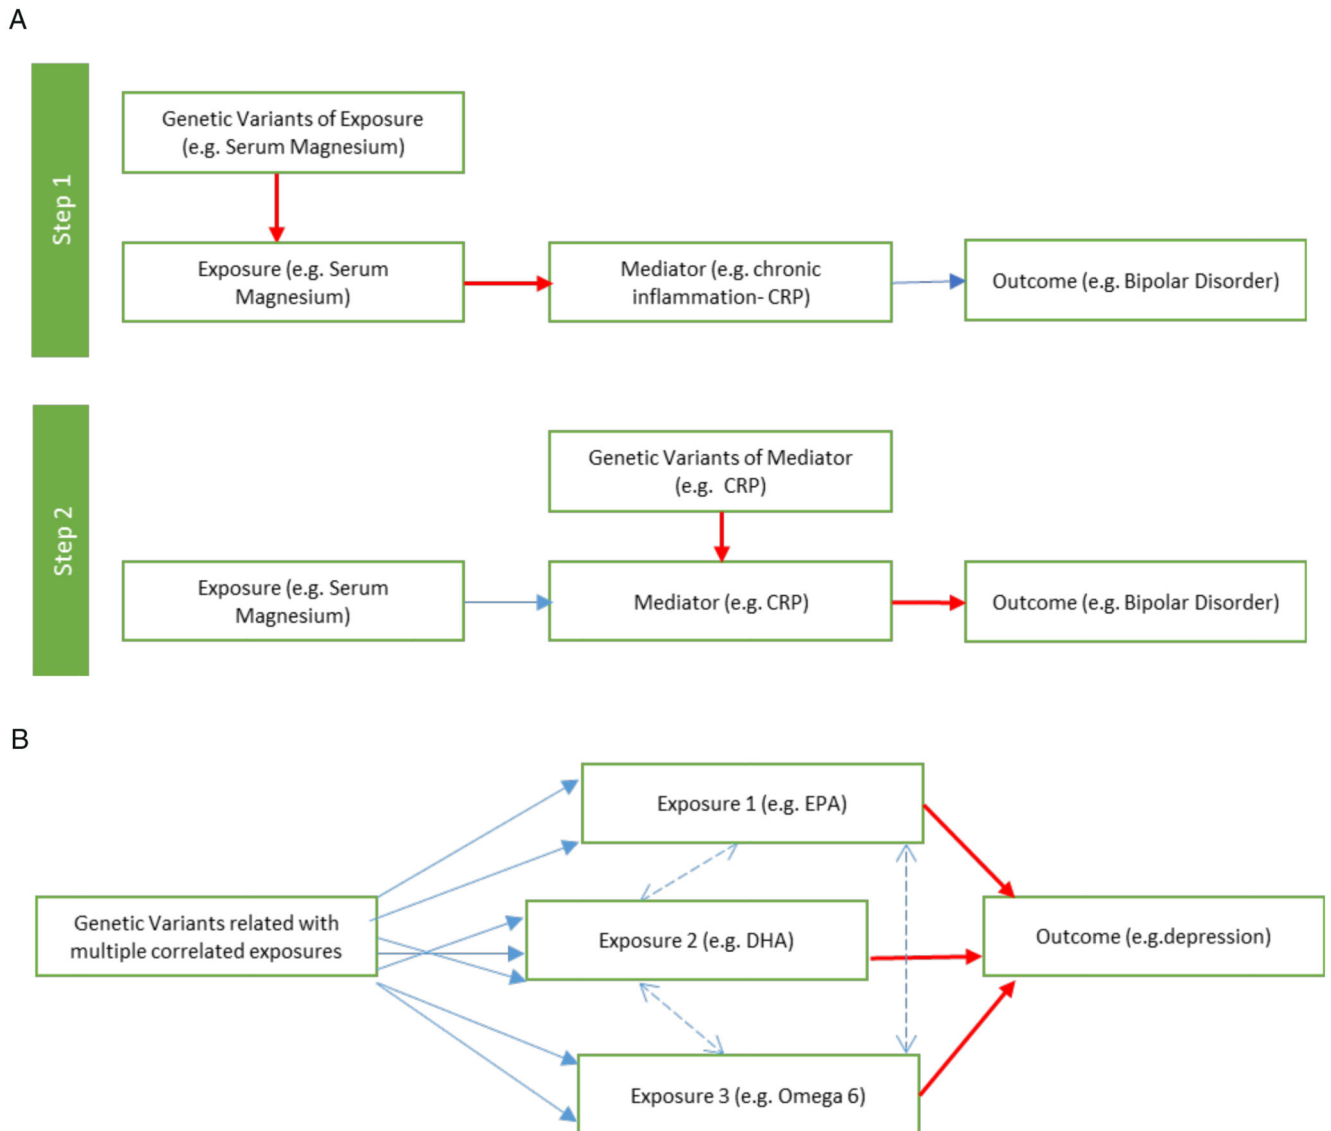 A
Step 1
Genetic Variants of Exposure
(e.g. Serum Magnesium)
Exposure (e.g. Serum
Magnesium)
Mediator (e.g. chronic
inflammation- CRP)
Outcome (e.g. Bipolar Disorder)
Step 2
Genetic Variants of Mediator
(e.g. CRP)
Exposure (e.g. Serum
Magnesium)
Mediator (e.g. CRP)
Outcome (e.g. Bipolar Disorder)
B
Exposure 1 (e.g. EPA)
Genetic Variants related with
multiple correlated exposures
Exposure 2 (e.g. DHA)
Outcome (e.g.depression)
Exposure 3 (e.g. Omega 6)